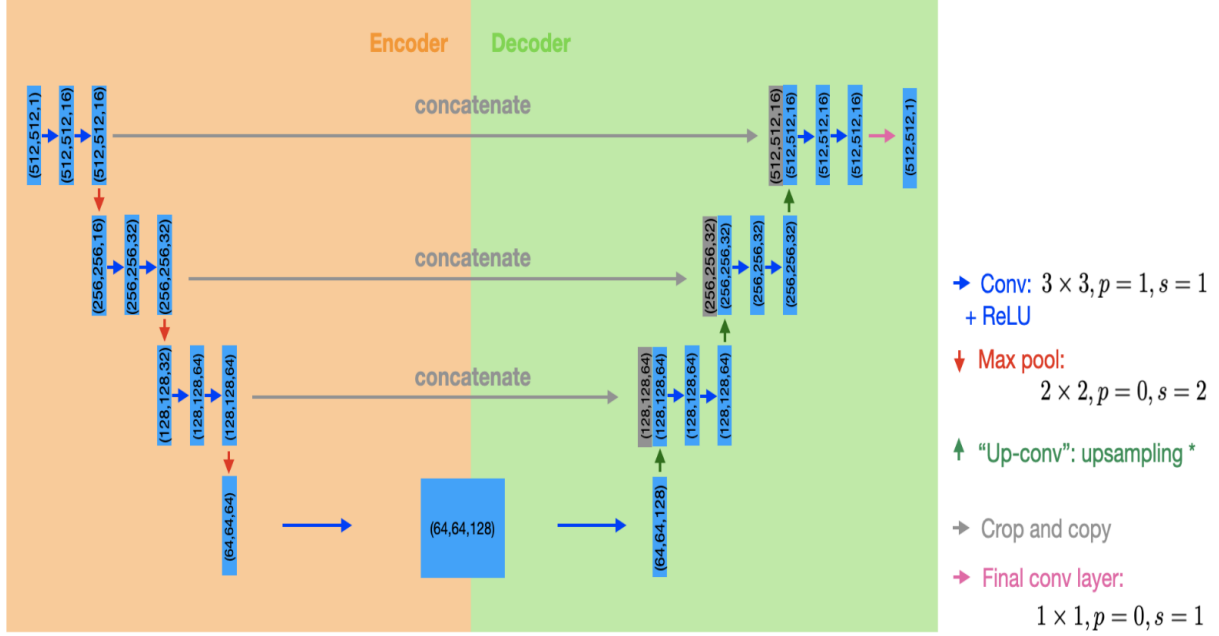 Encoder
Decoder
concatenate
(512,512,1)
(512,512,16)
(512,512,16)
(512,512,16)
(512,512,16)
(512,512,16)
(512,512,16)
(512,512,1)
concatenate
(256,256,16)
(256,256,32)
(256,256,32)
(256,256,32)
(256,256,32)
(256,256,32)
(256,256,32)
concatenate
(128,128,32)
(128,128,64)
(128,128,64)
(128,128,64)
(128,128,64)
(128,128,64)
(128,128,64)
(64,64,64)
(64,64,128)
(64,64,128)
Conv: 3 × 3, p = 1, s = 1
+ ReLU
Max pool:
2 × 2, p = 0, s = 2
“Up-conv”: upsampling *
Crop and copy
Final conv layer:
1 × 1, p = 0, s = 1